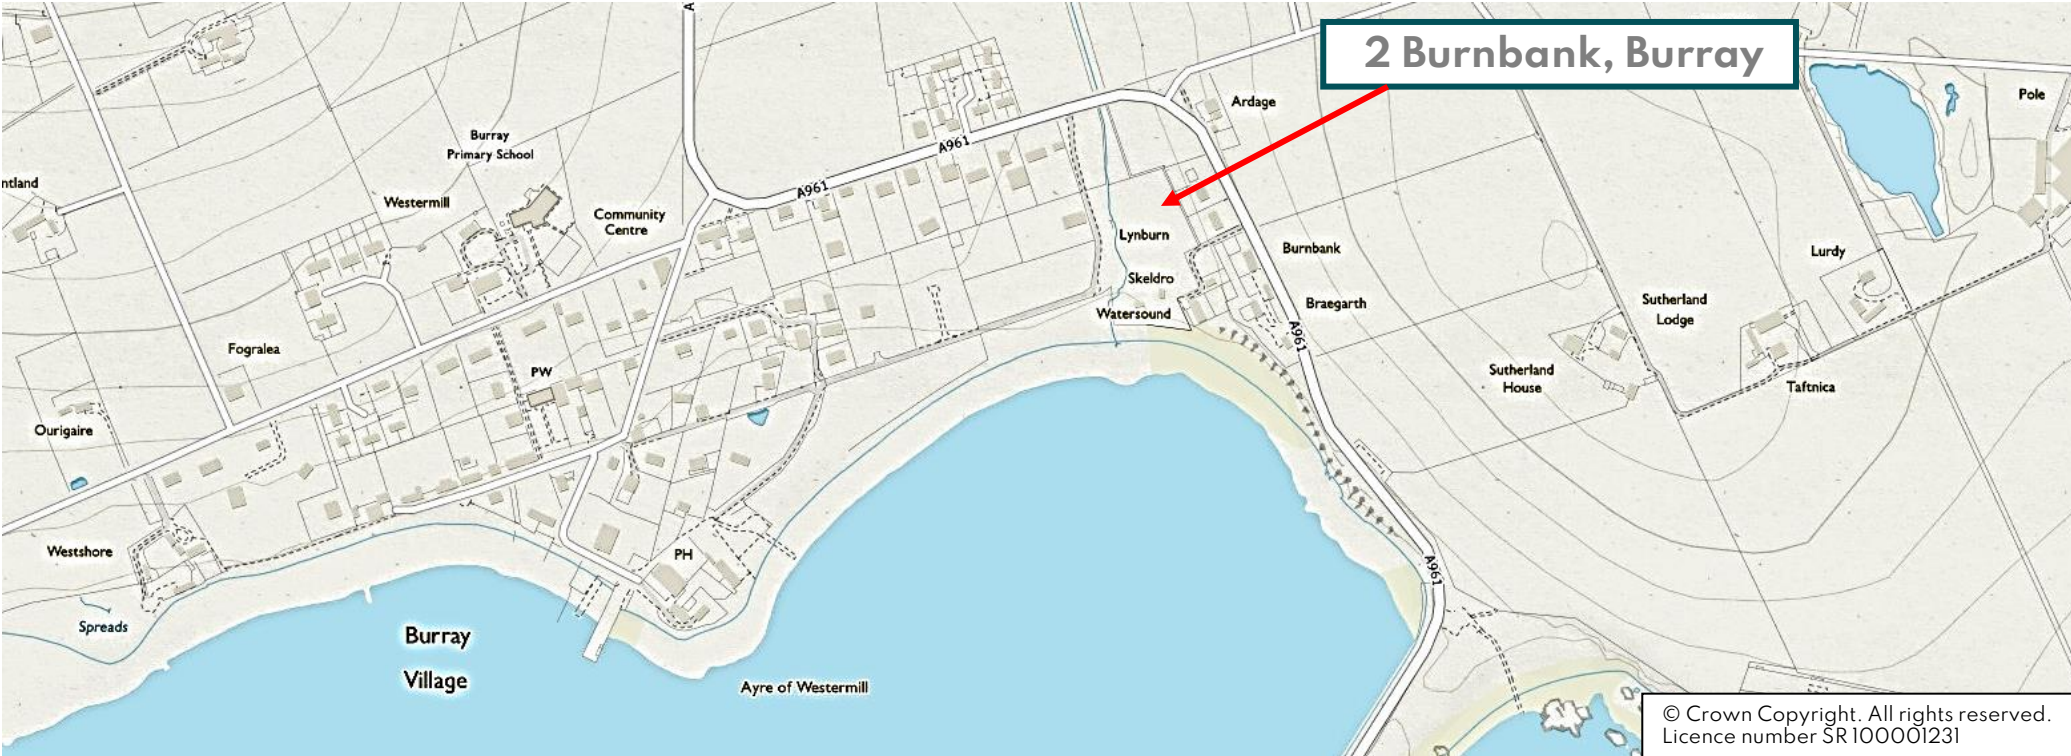 A
2 Burnbank, Burray
Ardage
Pole
Burray
Primary School
A961
ntland
A961
Westermill
Community
Centre
Lynburn
Burnbank
Lurdy
Skeldro
Braegarth
Sutherland
Lodge
Watersound
A961
Fogralea
PW
Sutherland
House
Taftnica
Ourigaire
Westshore
PH
A961
Spreads
Burray
Village
Ayre of Westermill
© Crown Copyright. All rights reserved.
Licence number SR100001231